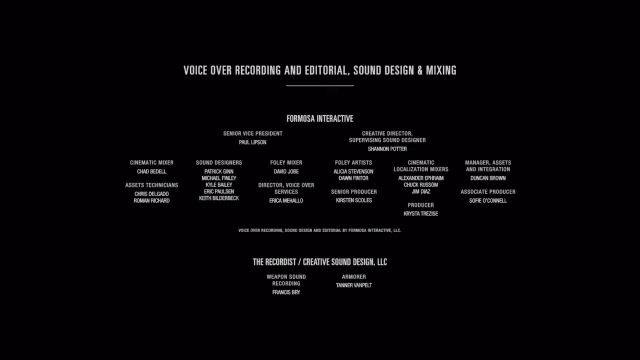 VOICE OVER RECORDING AND EDITORIAL, SOUND DESIGN & MIXING
FORMOSA INTERACTIVE
SENIOR VICE PRESIDENT
PAUL LIPSON
CREATIVE DIRECTOR,
SUPERVISING SOUND DESIGNER
SHANNON POTTER
CINEMATIC MIXER
CHAD BEDELL
ASSETS TECHNICIANS
CHRIS DELGADO
ROMAN RICHARD
SOUND DESIGNERS
PATRICK GINN
MICHAEL FINLEY
KYLE BAILEY
ERIC PAULSEN
KEITH BILDERBECK
FOLEY MIXER
DAVID JOBE
DIRECTOR, VOICE OVER
SERVICES
ERICA MEHALLO
FOLEY ARTISTS
ALICIA STEVENSON
DAWN FINTOR
SENIOR PRODUCER
KIRSTEN SCOLES
CINEMATIC
LOCALIZATION MIXERS
ALEXANDER EPHRAIM
CHUCK RUSSOM
JIM DIAZ
PRODUCER
KRYSTA TREZISE
MANAGER, ASSETS
AND INTEGRATION
DUNCAN BROWN
ASSOCIATE PRODUCER
SOFIE O'CONNELL
VOICE OVER RECORDING, SOUND DESIGN AND EDITORIAL BY FORMOSA INTERACTIVE, LLC.
THE RECORDIST / CREATIVE SOUND DESIGN, LLC
WEAPON SOUND
RECORDING
FRANCIS BRY
ARMORER
TANNER VANPELT